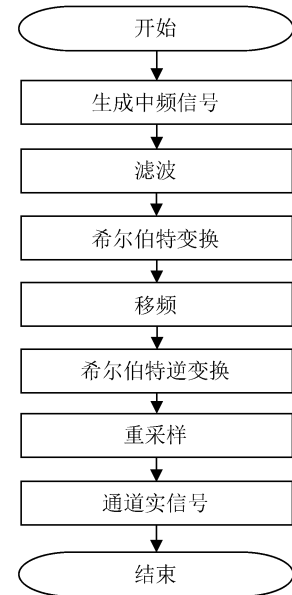 开始
生成中频信号
滤波
希尔伯特变换
移频
希尔伯特逆变换
重采样
通道实信号
结束